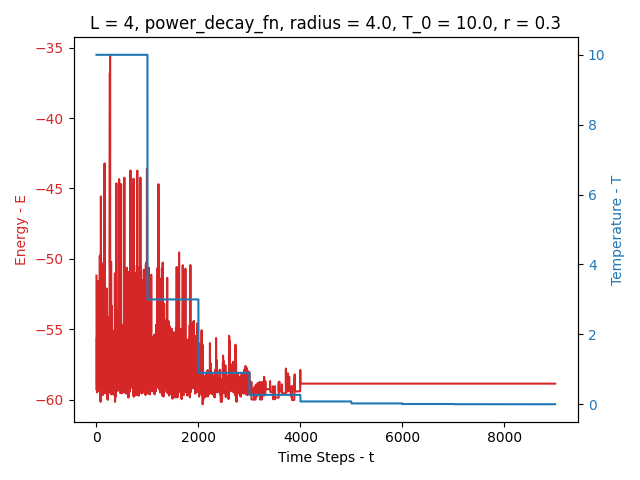 L = 4, power_decay_fn, radius = 4.0, T_0 = 10.0, r = 0.3
−35
−40
−45
−50
−55
−60
Energy - E
10
8
6
4
2
0
Temperature - T
0 2000 4000 6000 8000
Time Steps - t